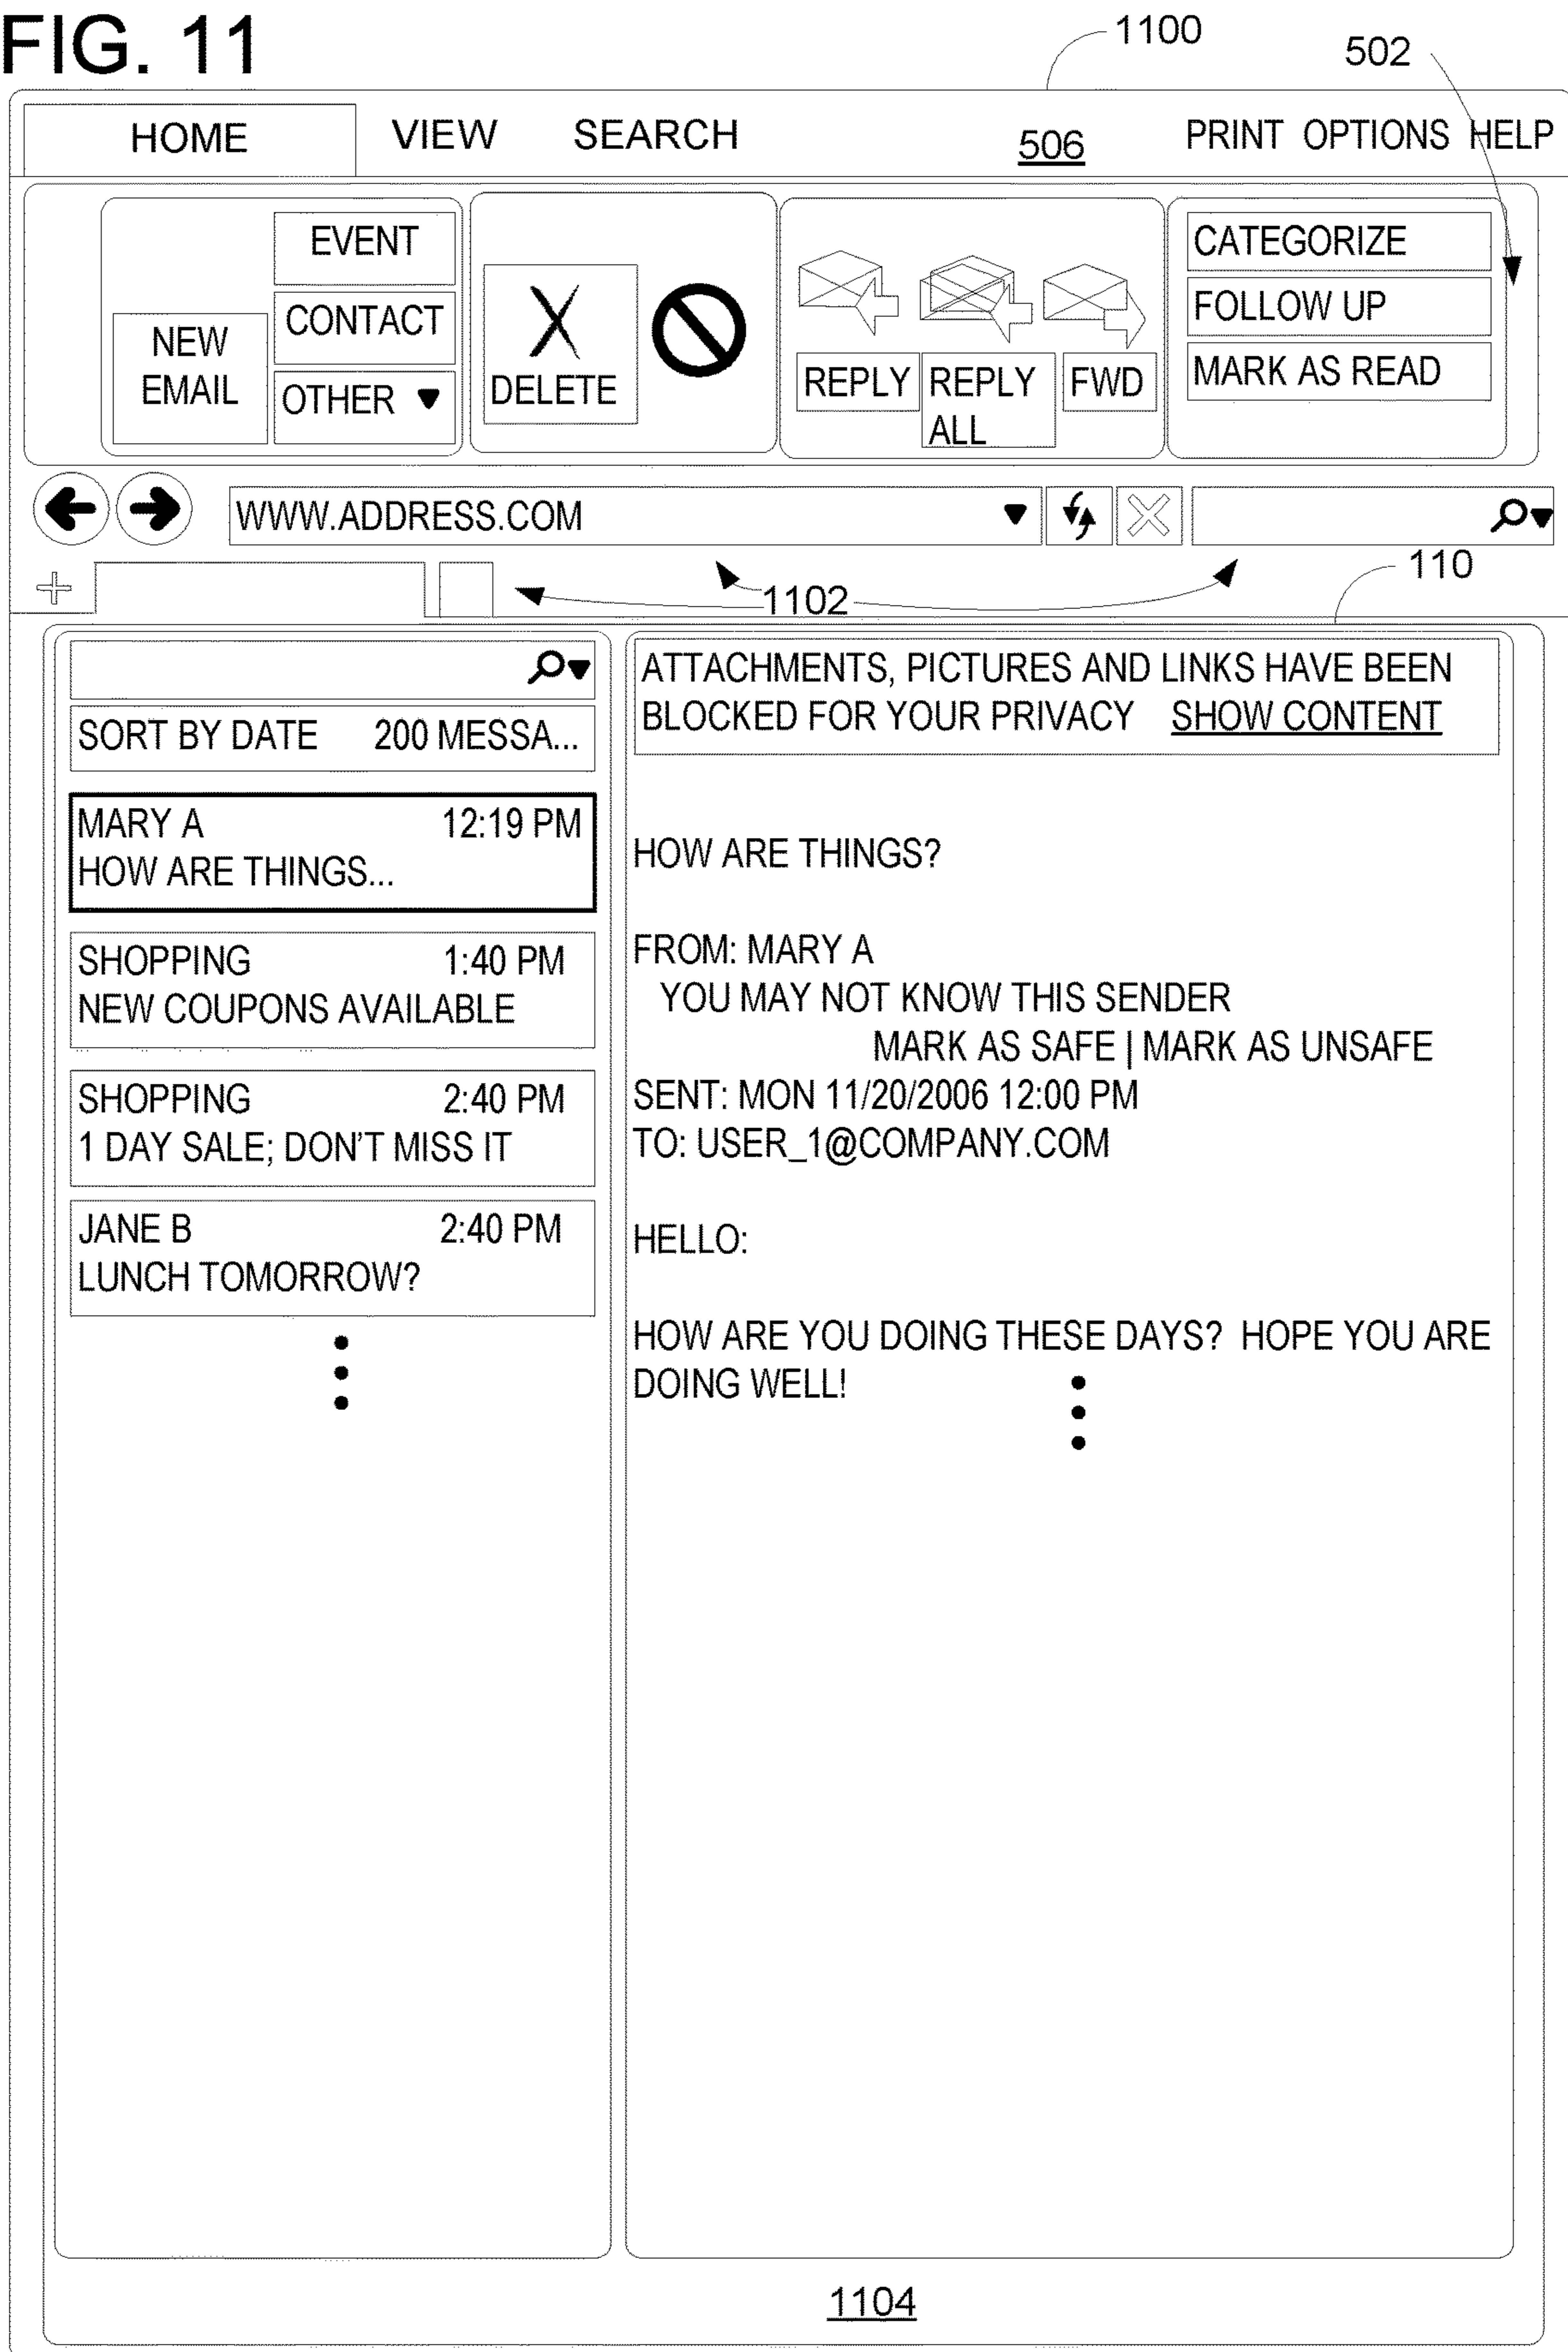 FIG. 11
1100
502
HOME VIEW SEARCH 506 PRINT OPTIONS HELP
NEW
EMAIL
EVENT
CONTACT
OTHER ▼
X
DELETE
REPLY
REPLY
ALL
FWD
CATEGORIZE
FOLLOW UP
MARK AS READ
WWW.ADDRESS.COM
1102
110
SORT BY DATE 200 MESSA...
MARY A 12:19 PM
HOW ARE THINGS...
SHOPPING 1:40 PM
NEW COUPONS AVAILABLE
SHOPPING 2:40 PM
1 DAY SALE; DON'T MISS IT
JANE B 2:40 PM
LUNCH TOMORROW?
ATTACHMENTS, PICTURES AND LINKS HAVE BEEN
BLOCKED FOR YOUR PRIVACY SHOW CONTENT
HOW ARE THINGS?
FROM: MARY A
YOU MAY NOT KNOW THIS SENDER
MARK AS SAFE | MARK AS UNSAFE
SENT: MON 11/20/2006 12:00 PM
TO: USER_1@COMPANY.COM
HELLO:
HOW ARE YOU DOING THESE DAYS? HOPE YOU ARE
DOING WELL!
1104